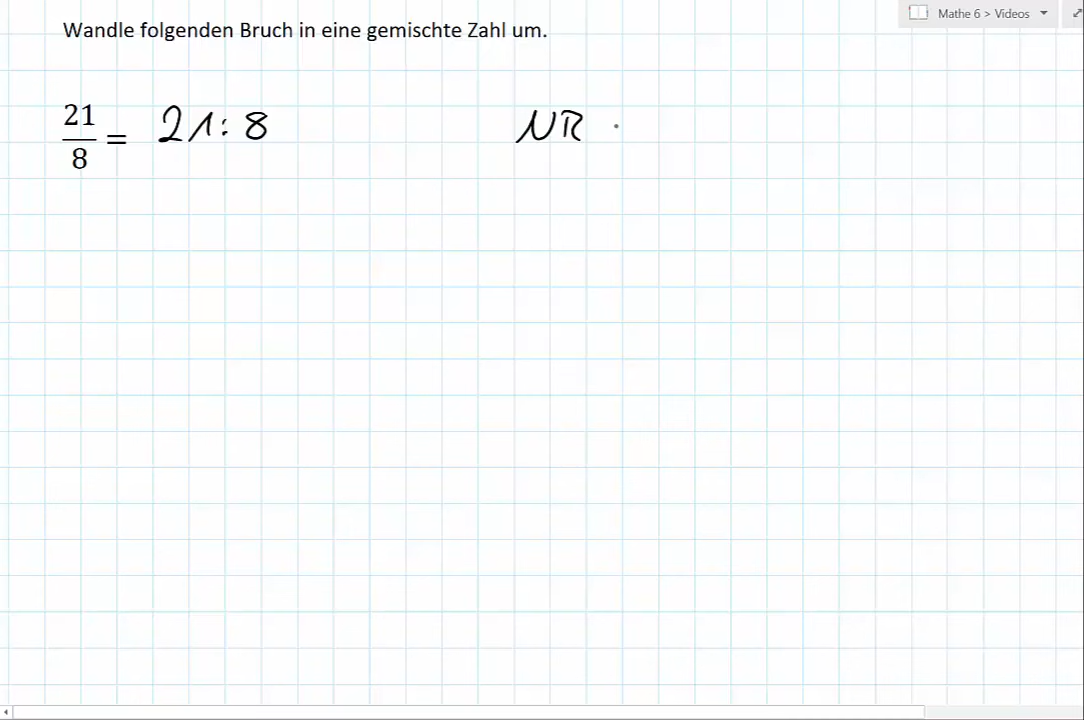 Mathe 6 > Videos
Wandle folgenden Bruch in eine gemischte Zahl um.
21/8 = 21:8
NR